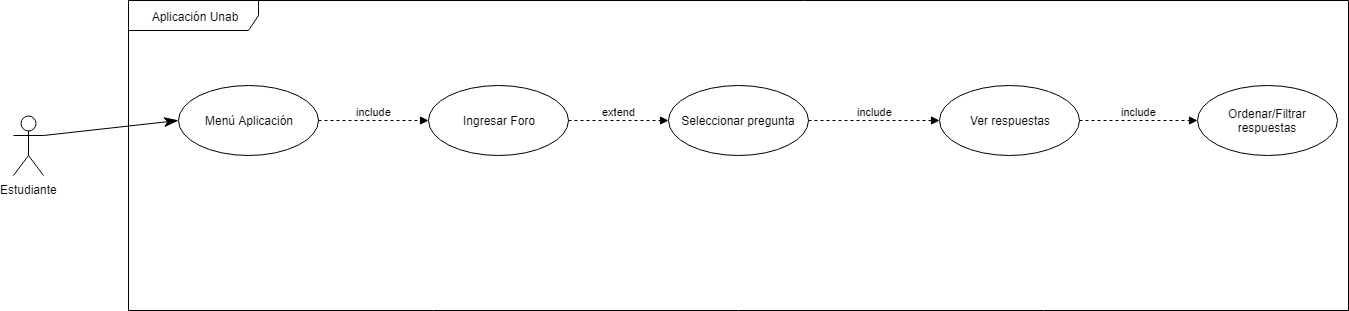 Aplicación Unab
Menú Aplicación
include
Ingresar Foro
extend
Seleccionar pregunta
include
Ver respuestas
include
Ordenar/Filtrar
respuestas
Estudiante